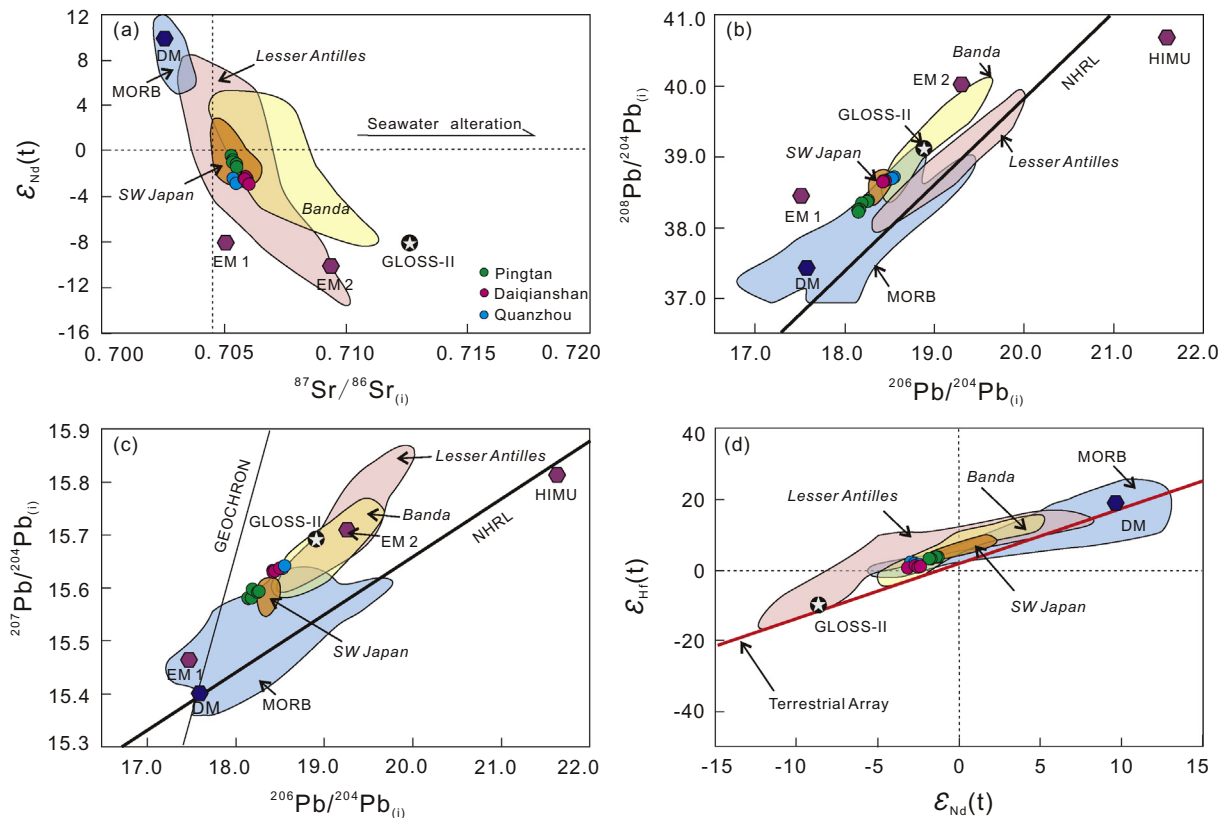 (a)
12
8
4
0
-4
-8
-12
-16
ƐNd(t)
DM
MORB
Lesser Antilles
Seawater alteration
SW Japan
Banda
EM 1
EM 2
GLOSS-II
Pingtan
Daiqianshan
Quanzhou
0.700
0.705
0.710
0.715
0.720
87Sr/86Sr(i)
(b)
41.0
40.0
39.0
38.0
37.0
208Pb/204Pb(i)
Banda
NHRL
HIMU
EM 2
GLOSS-II
SW Japan
Lesser Antilles
EM 1
DM
MORB
17.0
18.0
19.0
20.0
21.0
22.0
206Pb/204Pb(i)
(c)
15.9
15.8
15.7
15.6
15.5
15.4
15.3
207Pb/204Pb(i)
GEOCHRON
Lesser Antilles
HIMU
GLOSS-II
Banda
EM 2
NHRL
SW Japan
EM 1
DM
MORB
17.0
18.0
19.0
20.0
21.0
22.0
206Pb/204Pb(i)
(d)
40
20
0
-20
-40
-50
ƐHf(t)
MORB
Lesser Antilles
Banda
DM
SW Japan
GLOSS-II
Terrestrial Array
-15
-10
-5
0
5
10
15
ƐNd(t)